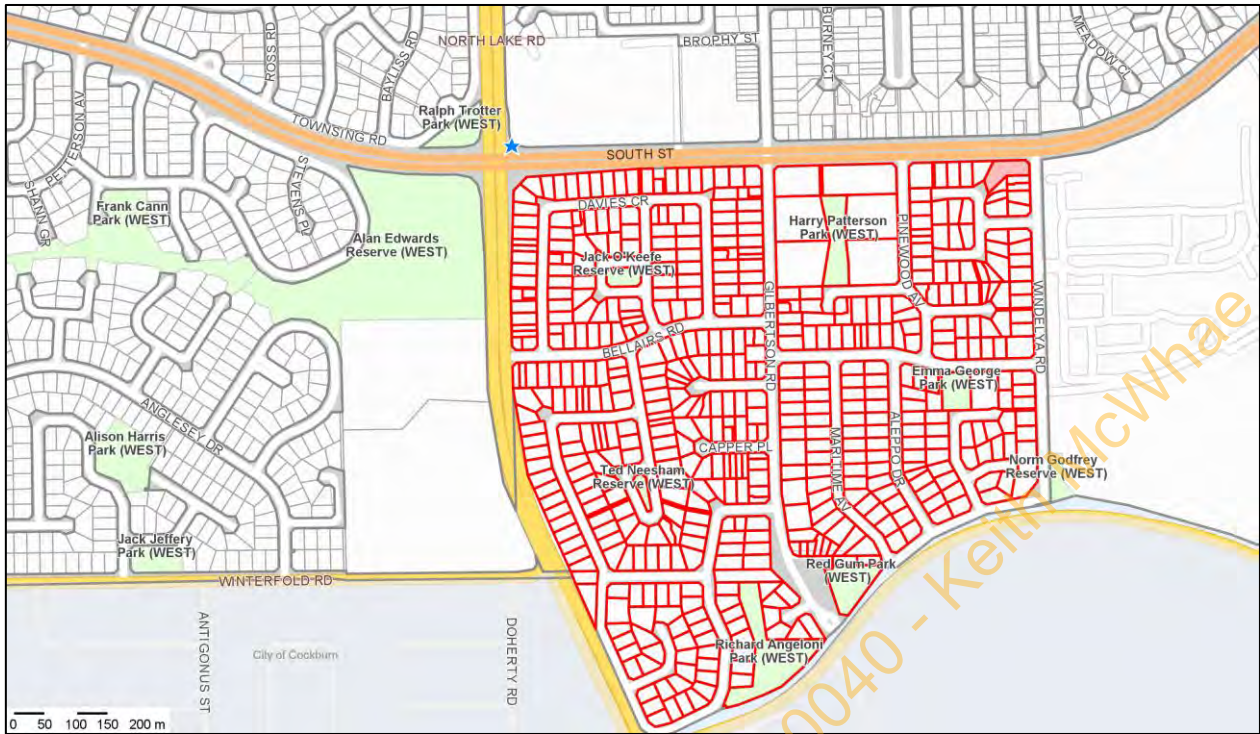 NORTH LAKE RD
BROPHY ST
BURNEY CT
MEADOW CL
ROSS RD
BAYLISS RD
PETTERSON AV
Ralph Trotter
Park (WEST)
TOWNSING RD
SOUTH ST
STEVENS PL
SHANN GR
Frank Cann
Park (WEST)
Alan Edwards
Reserve (WEST)
DAVIES CR
Harry Patterson
Park (WEST)
PINEWOOD AV
Jack O'Keefe
Reserve (WEST)
GILBERTSON RD
WINDELYA RD
BELLAIRS RD
Emma George
Park (WEST)
ANGLESEY DR
Alison Harris
Park (WEST)
CAPPER PL
MARITIME AV
ALEPPO DR
Ted Neesham
Reserve (WEST)
Norm Godfrey
Reserve (WEST)
Jack Jeffery
Park (WEST)
Red Gum Park
(WEST)
WINTERFOLD RD
ANTIGONUS ST
DOHERTY RD
City of Cockburn
Richard Angeloni
Park (WEST)
0 50 100 150 200 m
0040 - Keith McWhae